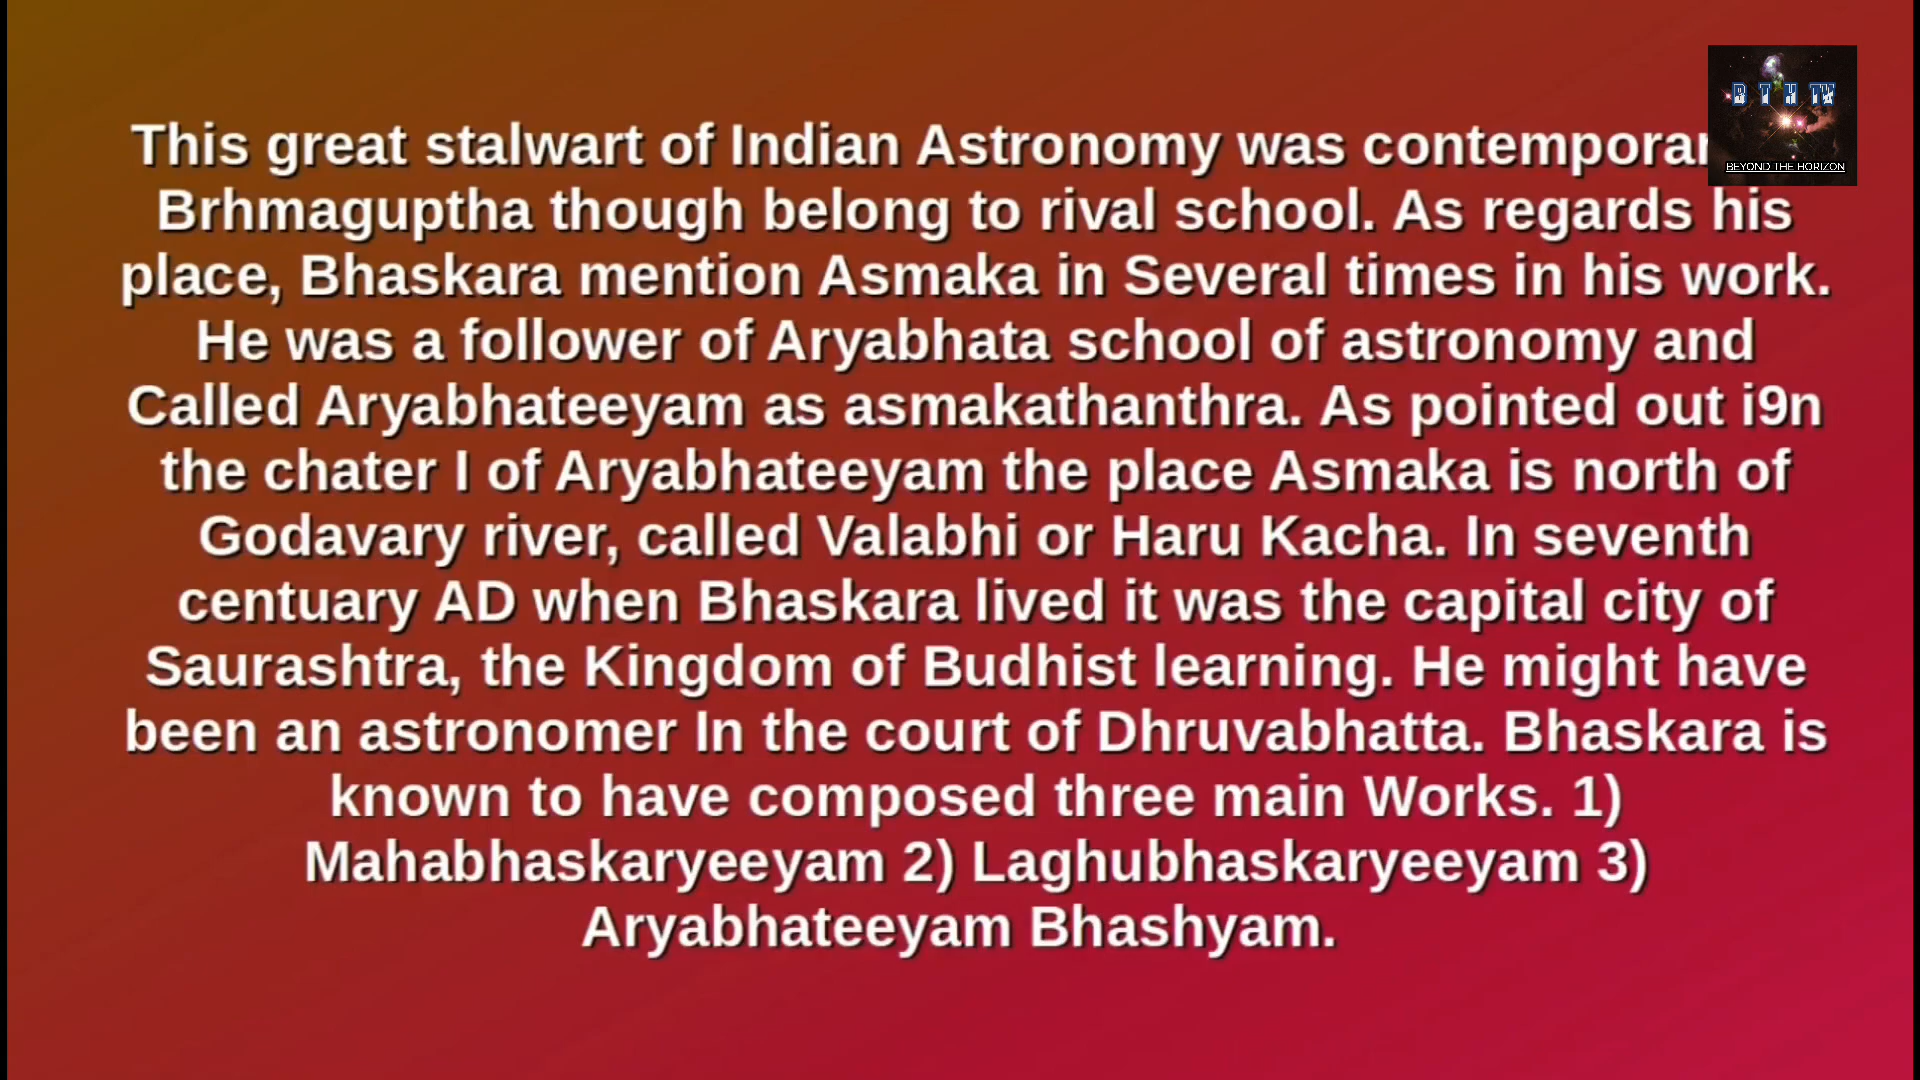 This great stalwart of Indian Astronomy was
Brhmaguptha though belong to rival school. As regards his
place, Bhaskara mention Asmaka in Several times in his work.
He was a follower of Aryabhata school of astronomy and
Called Aryabhateeyam as asmakathanthra. As pointed out i9n
the chater I of Aryabhateeyam the place Asmaka is north of
Godavary river, called Valabhi or Haru Kacha. In seventh
centuary AD when Bhaskara lived it was the capital city of
Saurashtra, the Kingdom of Budhist learning. He might have
been an astronomer In the court of Dhruvabhatta. Bhaskara is
known to have composed three main Works. 1)
Mahabhaskaryeeyam 2) Laghubhaskaryeeyam 3)
Aryabhateeyam Bhashyam.
BEYOND THE HORIZON